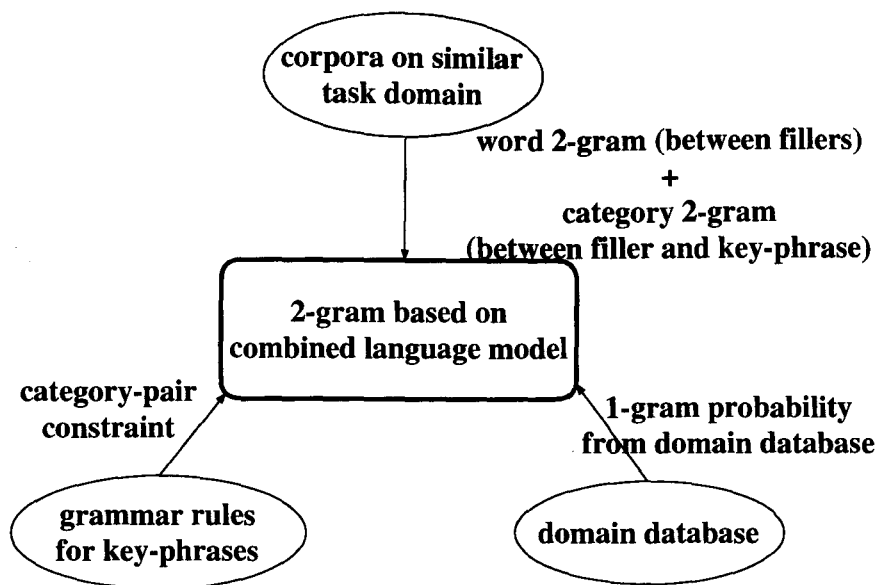 corpora on similar
task domain
word 2-gram (between fillers)
+
category 2-gram
(between filler and key-phrase)
2-gram based on
combined language model
category-pair
constraint
1-gram probability
from domain database
grammar rules
for key-phrases
domain database